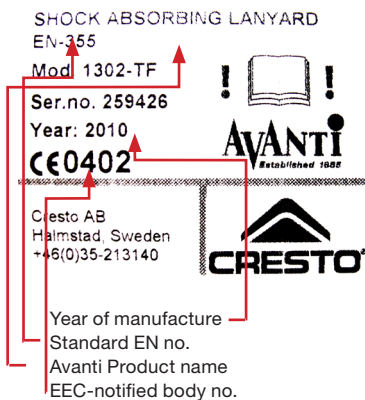 SHOCK ABSORBING LANYARD
EN-355
Mod. 1302-TF
Ser.no. 259426
Year: 2010
CE0402
! !
AVANTi
Established 1885
Cresto AB
Halmstad, Sweden
+46(0)35-213140
CRESTO
Year of manufacture
Standard EN no.
Avanti Product name
EEC-notified body no.